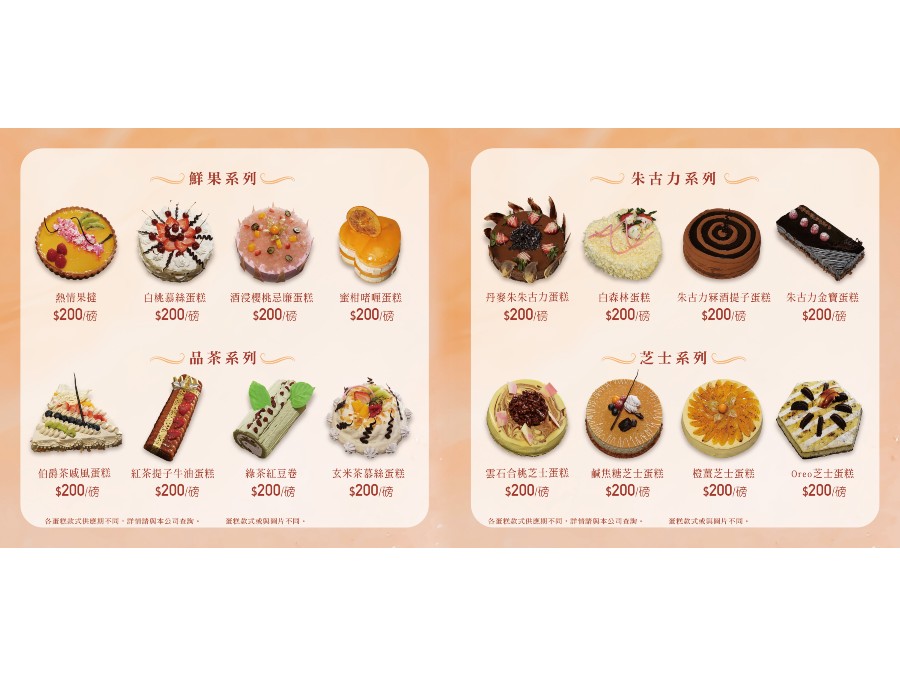 鮮果系列
熱情果撻
$200/磅
白桃慕絲蛋糕
$200/磅
酒浸櫻桃忌廉蛋糕
$200/磅
蜜柑啫喱蛋糕
$200/磅
品茶系列
伯爵茶戚風蛋糕
$200/磅
紅茶提子牛油蛋糕
$200/磅
綠茶紅豆卷
$200/磅
玄米茶慕絲蛋糕
$200/磅
各蛋糕款式供應期不同，詳情請與本公司查詢。 蛋糕款式或與圖片不同。
朱古力系列
丹麥朱朱古力蛋糕
$200/磅
白森林蛋糕
$200/磅
朱古力冧酒提子蛋糕
$200/磅
朱古力金寶蛋糕
$200/磅
芝士系列
雲石合桃芝士蛋糕
$200/磅
鹹焦糖芝士蛋糕
$200/磅
橙薑芝士蛋糕
$200/磅
Oreo芝士蛋糕
$200/磅
各蛋糕款式供應期不同，詳情請與本公司查詢。 蛋糕款式或與圖片不同。